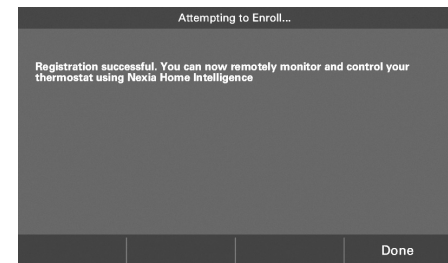 Attempting to Enroll...
Registration successful. You can now remotely monitor and control your
thermostat using Nexia Home Intelligence
Done